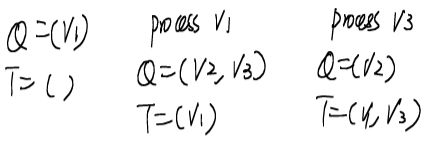 Q=(V1)
T=( )
process V1
Q=(V2, V3)
T=(V1)
process V3
Q=(V2)
T=(V1, V3)